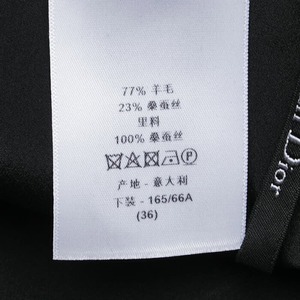 77% 羊毛
23% 桑蚕丝
里料
100% 桑蚕丝
产地 - 意大利
下装 - 165/66A
(36)
Dior